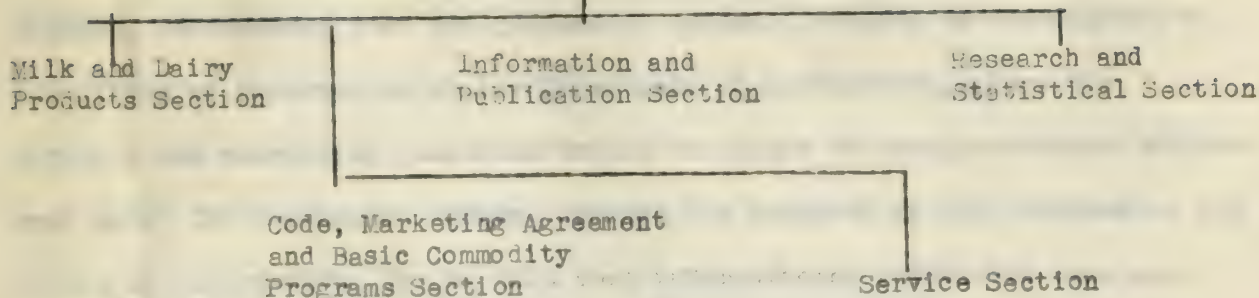 Milk and Dairy
Products Section
Information and
Publication Section
Research and
Statistical Section
Code, Marketing Agreement
and Basic Commodity
Programs Section
Service Section